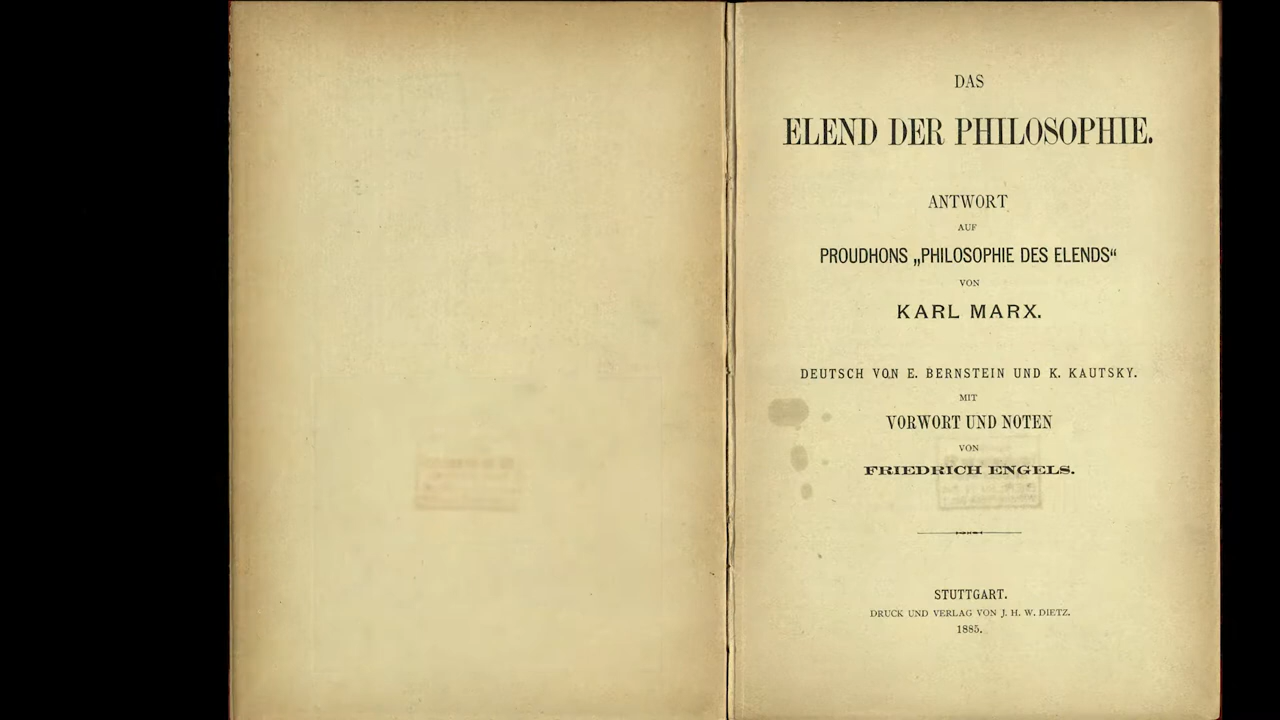 DAS
ELEND DER PHILOSOPHIE.
ANTWORT
AUF
PROUDHONS „PHILOSOPHIE DES ELENDS“
VON
KARL MARX.
DEUTSCH VON E. BERNSTEIN UND K. KAUTSKY.
MIT
VORWORT UND NOTEN
VON
FRIEDRICH ENGELS.
STUTTGART.
DRUCK UND VERLAG VON J. H. W. DIETZ.
1885.